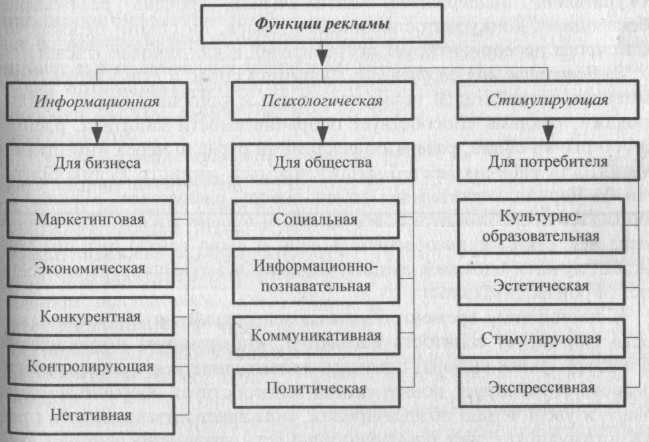 Функции рекламы
Информационная
Психологическая
Стимулирующая
Для бизнеса
Для общества
Для потребителя
Маркетинговая
Экономическая
Конкурентная
Контролирующая
Негативная
Социальная
Информационно-
познавательная
Коммуникативная
Политическая
Культурно-
образовательная
Эстетическая
Стимулирующая
Экспрессивная